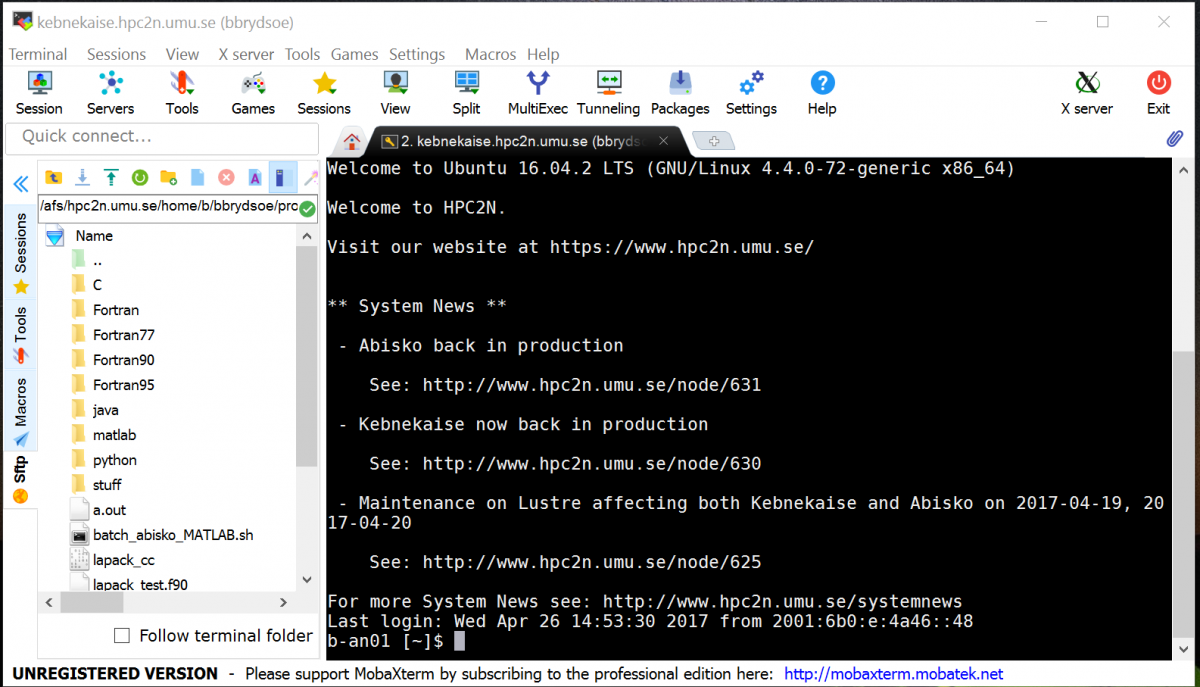 kebnekaise.hpc2n.umu.se (bbrydsoe)
Terminal Sessions View X server Tools Games Settings Macros Help
Session Servers Tools Games Sessions View Split MultiExec Tunneling Packages Settings Help X server Exit
Quick connect...
2. kebnekaise.hpc2n.umu.se (bbryds
/afs/hpc2n.umu.se/home/b/bbrydsoe/pro
Sessions
Tools
Macros
Sftp
Name
..
C
Fortran
Fortran77
Fortran90
Fortran95
java
matlab
python
stuff
a.out
batch_abisko_MATLAB.sh
lapack_cc
lapack_test.f90
Follow terminal folder
Welcome to Ubuntu 16.04.2 LTS (GNU/Linux 4.4.0-72-generic x86_64)
Welcome to HPC2N.
Visit our website at https://www.hpc2n.umu.se/
** System News **
- Abisko back in production
See: http://www.hpc2n.umu.se/node/631
- Kebnekaise now back in production
See: http://www.hpc2n.umu.se/node/630
- Maintenance on Lustre affecting both Kebnekaise and Abisko on 2017-04-19, 20
17-04-20
See: http://www.hpc2n.umu.se/node/625
For more System News see: http://www.hpc2n.umu.se/systemnews
Last login: Wed Apr 26 14:53:30 2017 from 2001:6b0:e:4a46::48
b-an01 [~]$
UNREGISTERED VERSION - Please support MobaXterm by subscribing to the professional edition here: http://mobaxterm.mobatek.net